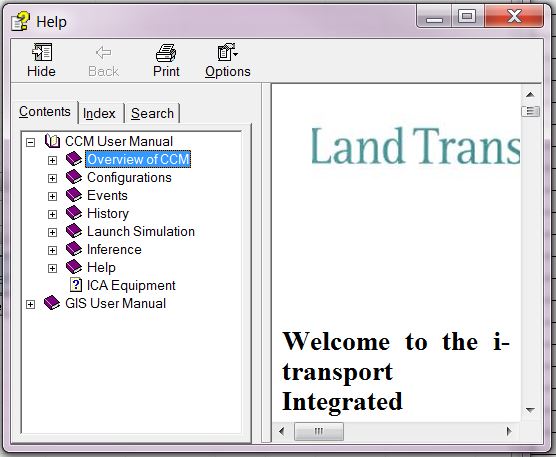 Help
Hide
Back
Print
Options
Contents
Index
Search
CCM User Manual
Overview of CCM
Configurations
Events
History
Launch Simulation
Inference
Help
ICA Equipment
GIS User Manual
Land Trans
Welcome to the i-
transport
Integrated